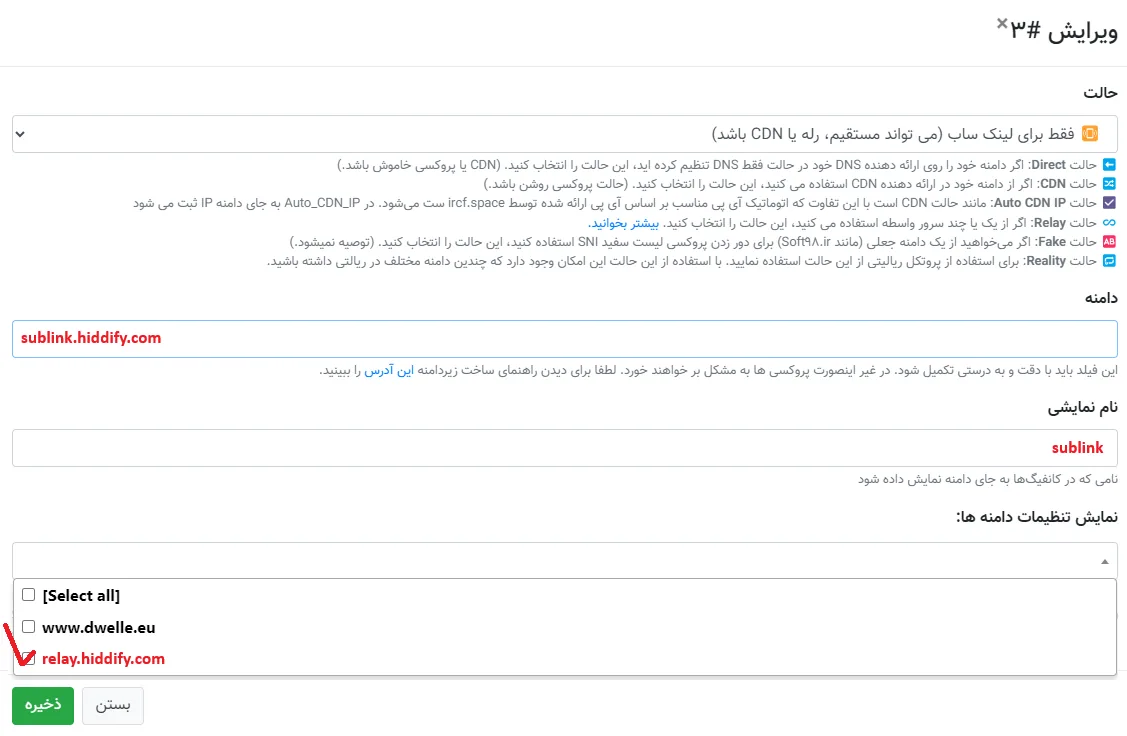 ویرایش #۳
×
حالت
فقط برای لینک ساب (می تواند مستقیم، رله یا CDN باشد)
حالت Direct: اگر دامنه خود را روی ارائه دهنده DNS خود در حالت فقط DNS تنظیم کرده اید، این حالت را انتخاب کنید. (CDN یا پروکسی خاموش باشد.)
حالت CDN: اگر از دامنه خود در ارائه دهنده CDN استفاده می کنید، این حالت را انتخاب کنید. (حالت پروکسی روشن باشد.)
حالت Auto CDN IP: مانند حالت CDN است با این تفاوت که اتوماتیک آی پی مناسب بر اساس آی پی ارائه شده توسط ircf.space ست می‌شود. در Auto_CDN_IP به جای دامنه IP ثبت می شود
حالت Relay: اگر از یک یا چند سرور واسطه استفاده می کنید، این حالت را انتخاب کنید. بیشتر بخوانید.
حالت Fake: اگر می‌خواهید از یک دامنه جعلی (مانند Soft۹۸.ir) برای دور زدن پروکسی لیست سفید SNI استفاده کنید، این حالت را انتخاب کنید. (توصیه نمیشود.)
حالت Reality: برای استفاده از پروتکل ریالیتی از این حالت استفاده نمایید. با استفاده از این حالت این امکان وجود دارد که چندین دامنه مختلف در ریالتی داشته باشید.
دامنه
sublink.hiddify.com
این فیلد باید با دقت و به درستی تکمیل شود. در غیر اینصورت پروکسی ها به مشکل بر خواهند خورد. لطفا برای دیدن راهنمای ساخت زیردامنه این آدرس را ببینید.
نام نمایشی
sublink
نامی که در کانفیگ‌ها به جای دامنه نمایش داده شود
نمایش تنظیمات دامنه ها:
[Select all]
www.dwelle.eu
relay.hiddify.com
بستن
ذخیره